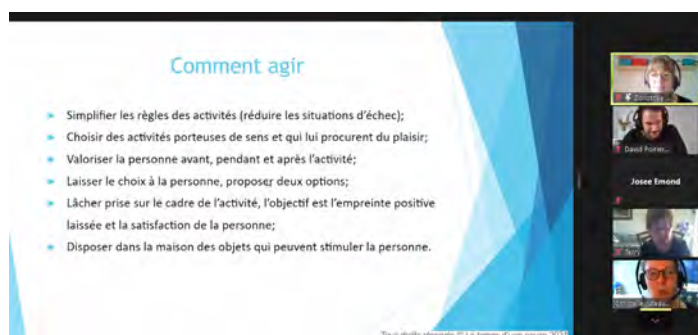 Comment agir
Simplifier les règles des activités (réduire les situations d'échec);
Choisir des activités porteuses de sens et qui lui procurent du plaisir;
Valoriser la personne avant, pendant et après l'activité;
Laisser le choix à la personne, proposer deux options;
Lâcher prise sur le cadre de l'activité, l'objectif est l'empreinte positive
laissée et la satisfaction de la personne;
Disposer dans la maison des objets qui peuvent stimuler la personne.
David Poirier...
Josee Emond